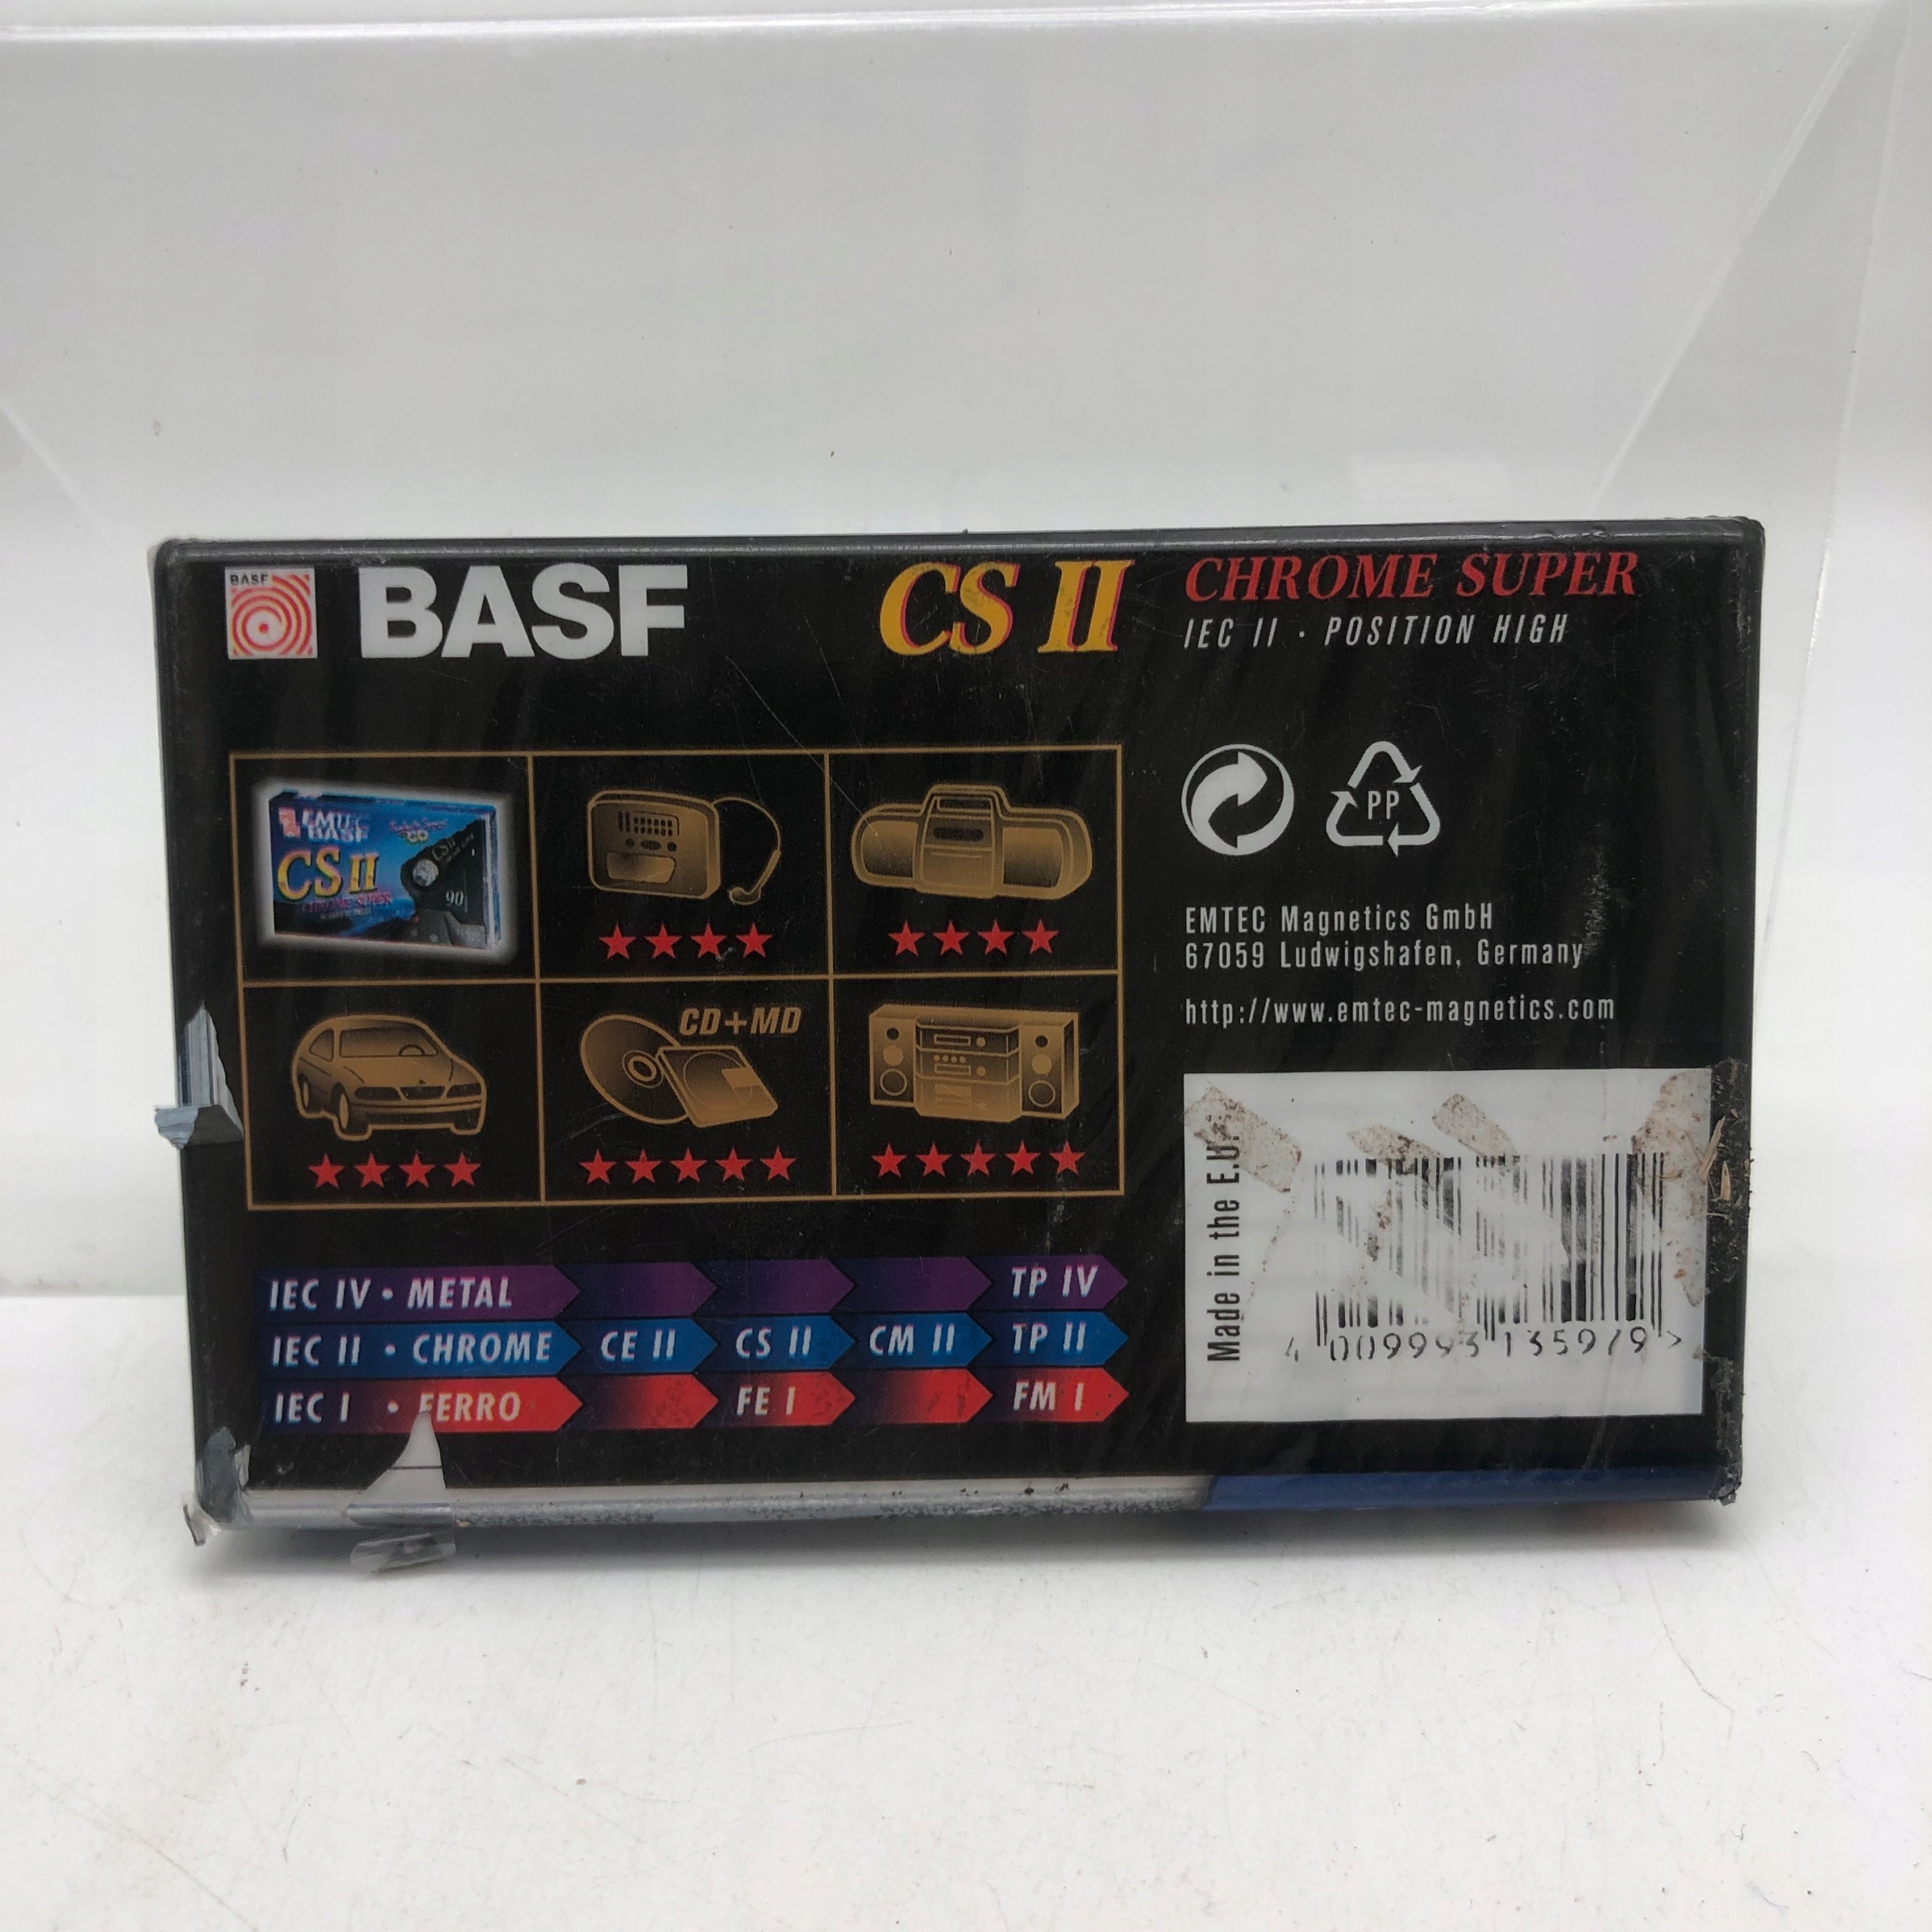 BASF
BASF
CS II
CHROME SUPER
IEC II · POSITION HIGH
EMTEC
BASF
CS II
CHROME SUPER
90
PP
EMTEC Magnetics GmbH
67059 Ludwigshafen, Germany
http://www.emtec-magnetics.com
CD+MD
Made in the E.U.
4 009993 135979 >
IEC IV • METAL TP IV
IEC II • CHROME CE II CS II CM II TP II
IEC I • FERRO FE I FM I